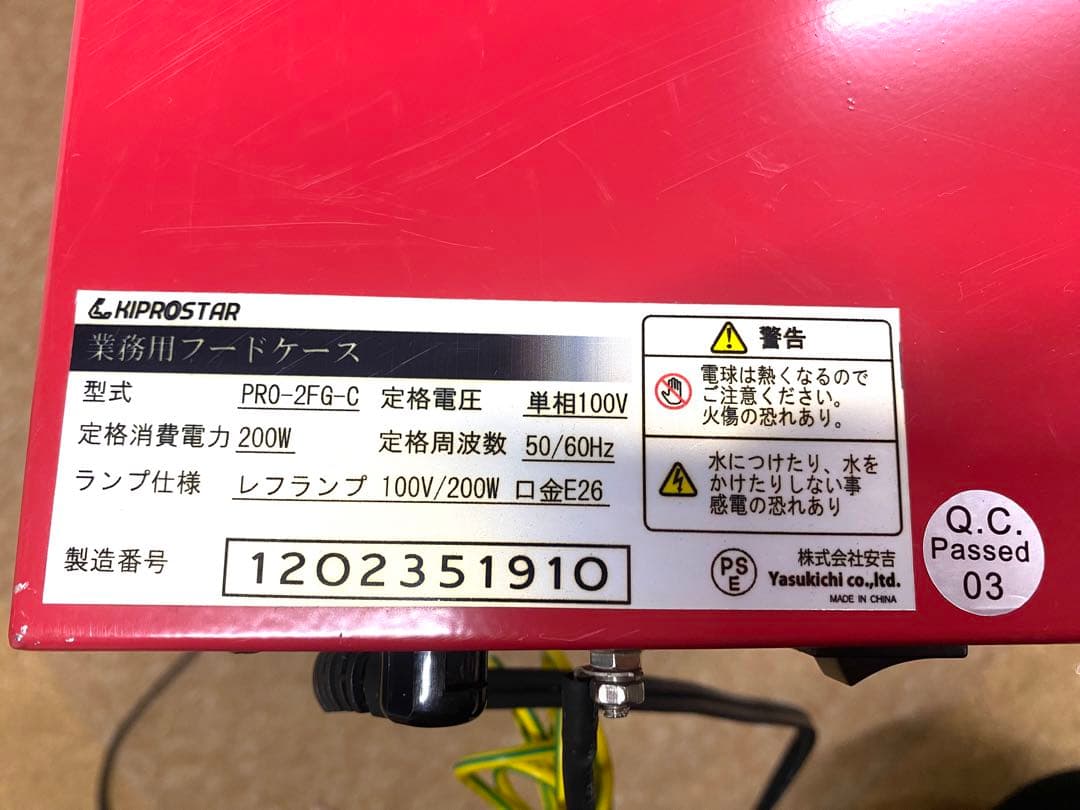 KIPROSTAR
業務用フードケース
型式 PRO-2FG-C 定格電圧 単相100V
定格消費電力 200W 定格周波数 50/60Hz
ランプ仕様 レフランプ 100V/200W 口金E26
製造番号 1202351910
警告
電球は熱くなるので
ご注意ください。
火傷の恐れあり。
水につけたり、水を
かけたりしない事
感電の恐れあり
PS
E
株式会社安吉
Yasukichi co.,ltd.
MADE IN CHINA
Q.C.
Passed
03